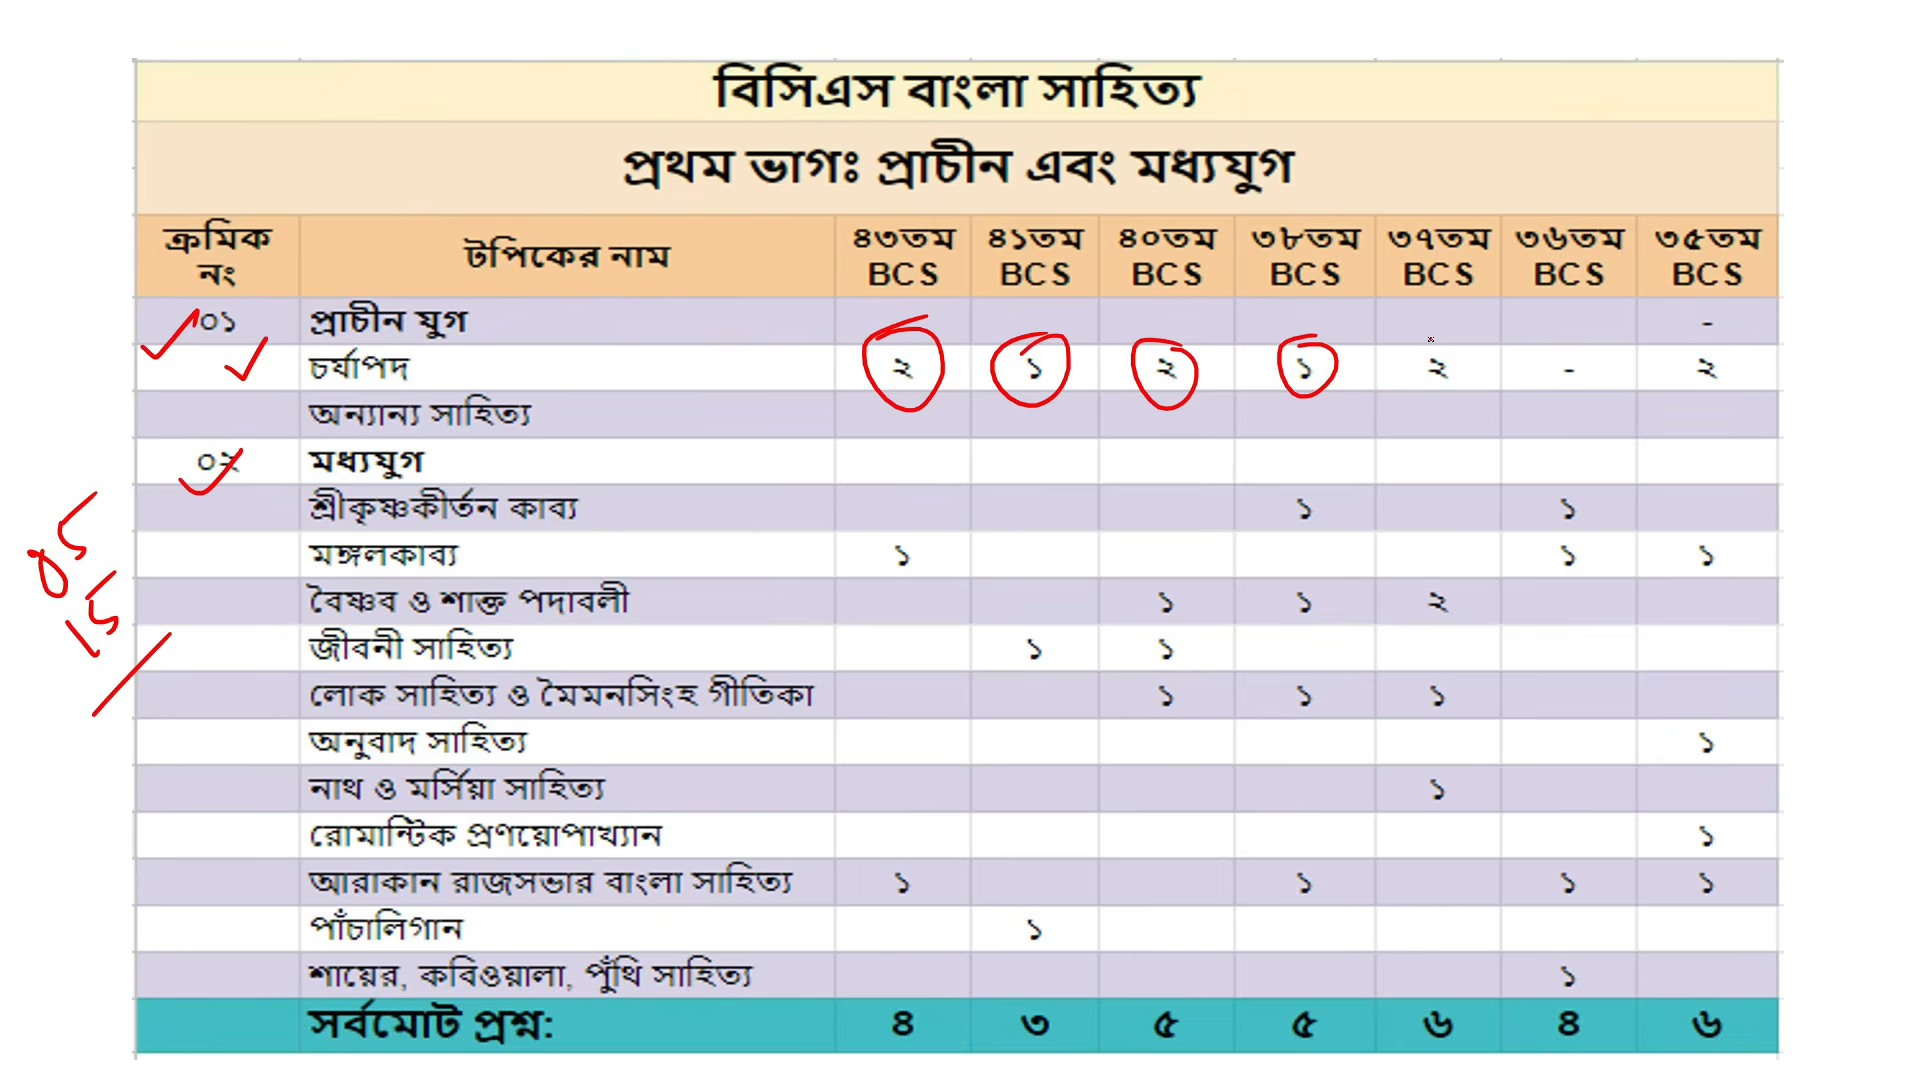 বিসিএস বাংলা সাহিত্য
প্রথম ভাগঃ প্রাচীন এবং মধ্যযুগ
ক্রমিক নং টপিকের নাম ৪৩তম BCS ৪১তম BCS ৪০তম BCS ৩৮তম BCS ৩৭তম BCS ৩৬তম BCS ৩৫তম BCS
০১ প্রাচীন যুগ -
চর্যাপদ ২ ১ ২ ১ ২ - ২
অন্যান্য সাহিত্য
০২ মধ্যযুগ
শ্রীকৃষ্ণকীর্তন কাব্য ১ ১
মঙ্গলকাব্য ১ ১ ১
বৈষ্ণব ও শাক্ত পদাবলী ১ ১ ২
জীবনী সাহিত্য ১ ১
লোক সাহিত্য ও মৈমনসিংহ গীতিকা ১ ১ ১
অনুবাদ সাহিত্য ১
নাথ ও মর্সিয়া সাহিত্য ১
রোমান্টিক প্রণয়োপাখ্যান ১
আরাকান রাজসভার বাংলা সাহিত্য ১ ১ ১ ১
পাঁচালিগান ১
শায়ের, কবিওয়ালা, পুঁথি সাহিত্য ১
সর্বমোট প্রশ্ন: ৪ ৩ ৫ ৫ ৬ ৪ ৬